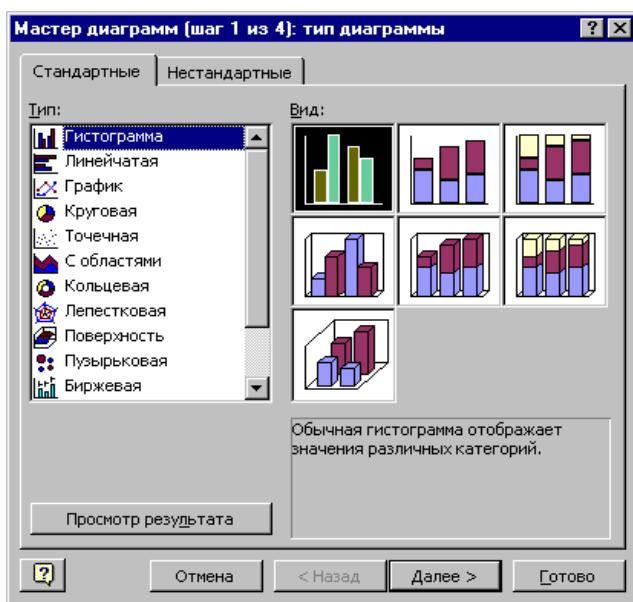 Мастер диаграмм (шаг 1 из 4): тип диаграммы
Стандартные Нестандартные
Тип: Вид:
Гистограмма
Линейчатая
График
Круговая
Точечная
С областями
Кольцевая
Лепестковая
Поверхность
Пузырьковая
Биржевая
Обычная гистограмма отображает
значения различных категорий.
Просмотр результата
Отмена < Назад Далее > Готово